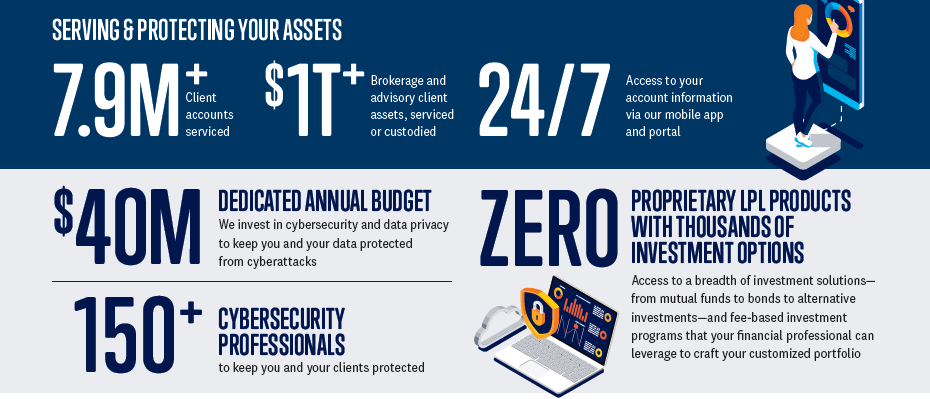 SERVING & PROTECTING YOUR ASSETS
7.9M+
Client
accounts
serviced
$1T+
Brokerage and
advisory client
assets, serviced
or custodied
24/7
Access to your
account information
via our mobile app
and portal
$40M
DEDICATED ANNUAL BUDGET
We invest in cybersecurity and data privacy
to keep you and your data protected
from cyberattacks
150+
CYBERSECURITY
PROFESSIONALS
to keep you and your clients protected
ZERO
PROPRIETARY LPL PRODUCTS
WITH THOUSANDS OF
INVESTMENT OPTIONS
Access to a breadth of investment solutions—
from mutual funds to bonds to alternative
investments—and fee-based investment
programs that your financial professional can
leverage to craft your customized portfolio